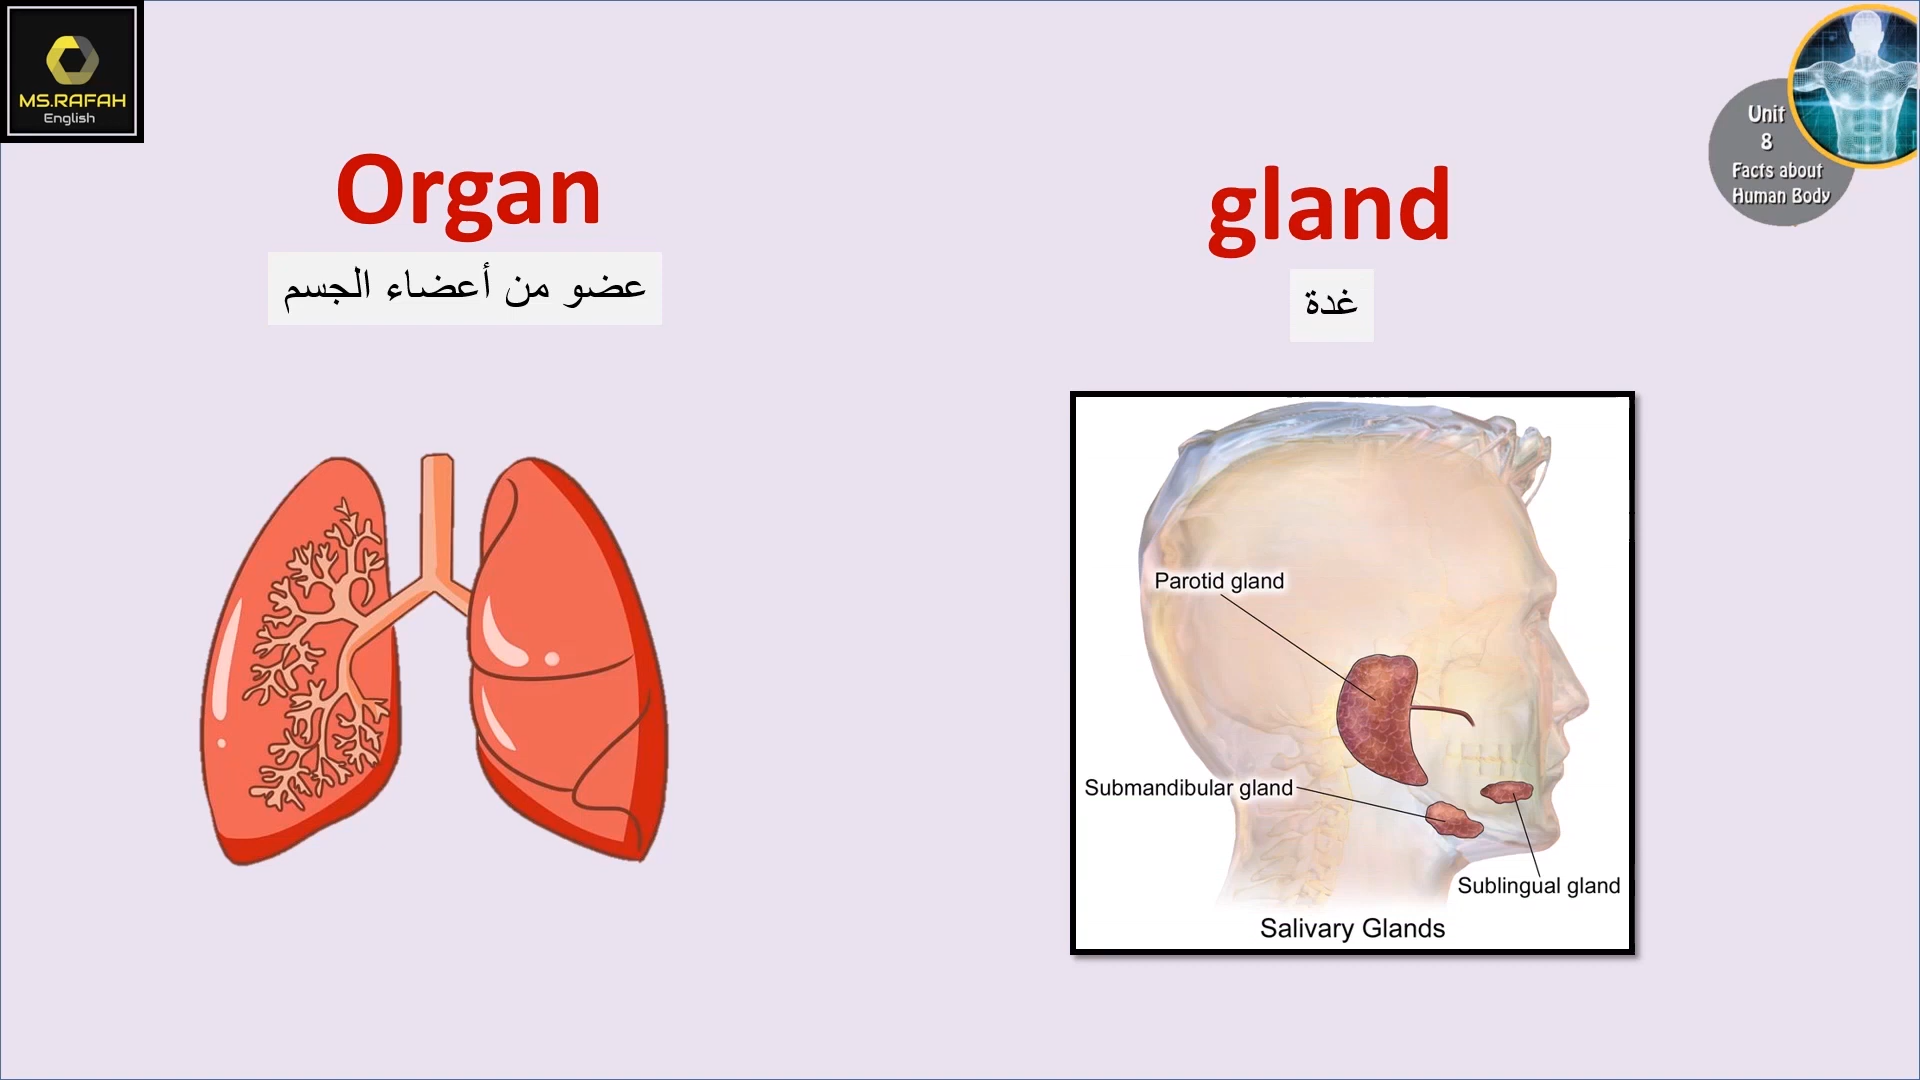 MS.RAFAH
English
Unit
8
Facts about
Human Body
Organ
عضو من أعضاء الجسم
gland
غدة
Parotid gland
Submandibular gland
Sublingual gland
Salivary Glands